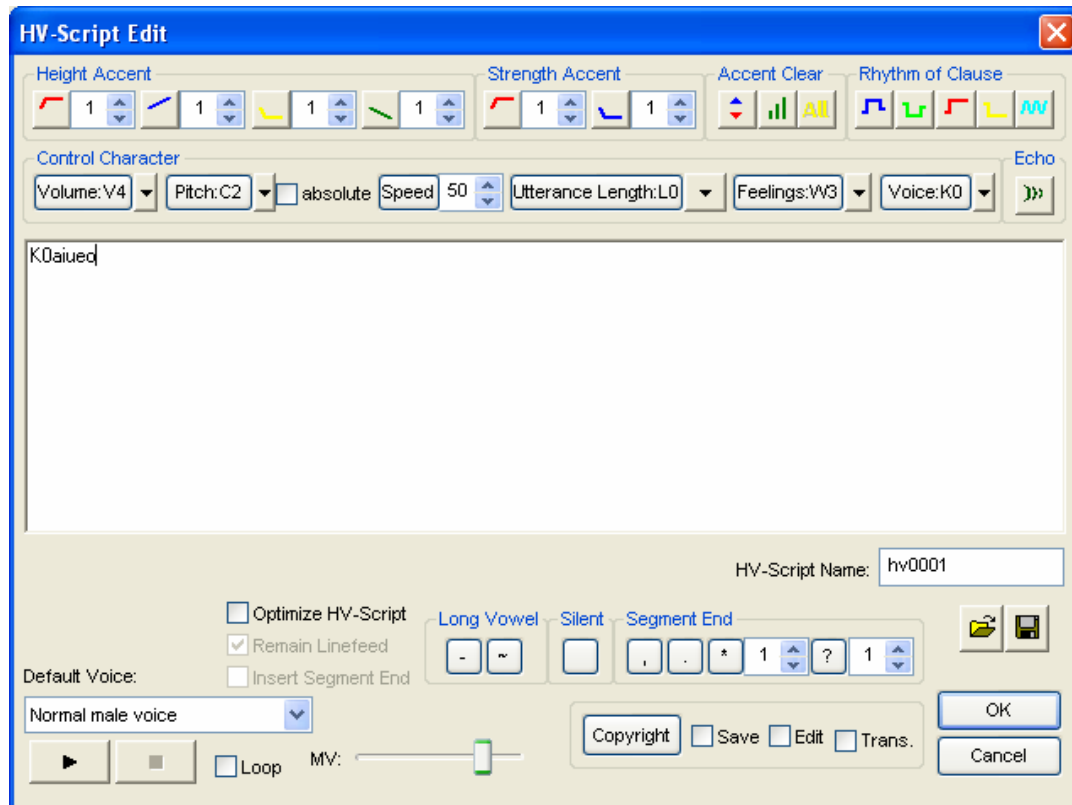 HV-Script Edit
Height Accent Strength Accent Accent Clear Rhythm of Clause
1 1 1 1 1 1 All
Control Character Echo
Volume:V4 Pitch:C2 absolute Speed 50 Utterance Length:L0 Feelings:W3 Voice:K0
K0aiueo
HV-Script Name: hv0001
Optimize HV-Script Long Vowel Silent Segment End
Remain Linefeed - ~ , . * 1 ? 1
Default Voice: Insert Segment End
Normal male voice
Copyright Save Edit Trans. OK
Loop MV: Cancel